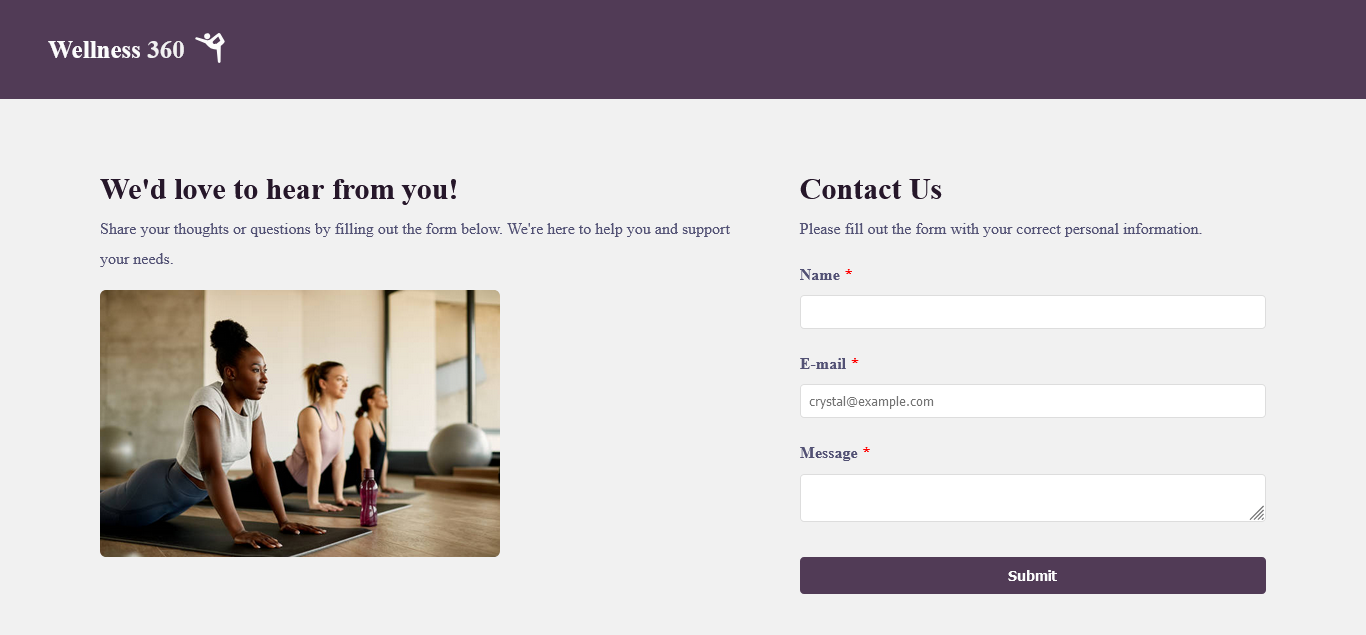 Wellness 360
We'd love to hear from you!
Share your thoughts or questions by filling out the form below. We're here to help you and support
your needs.
Contact Us
Please fill out the form with your correct personal information.
Name *
E-mail *
crystal@example.com
Message *
Submit